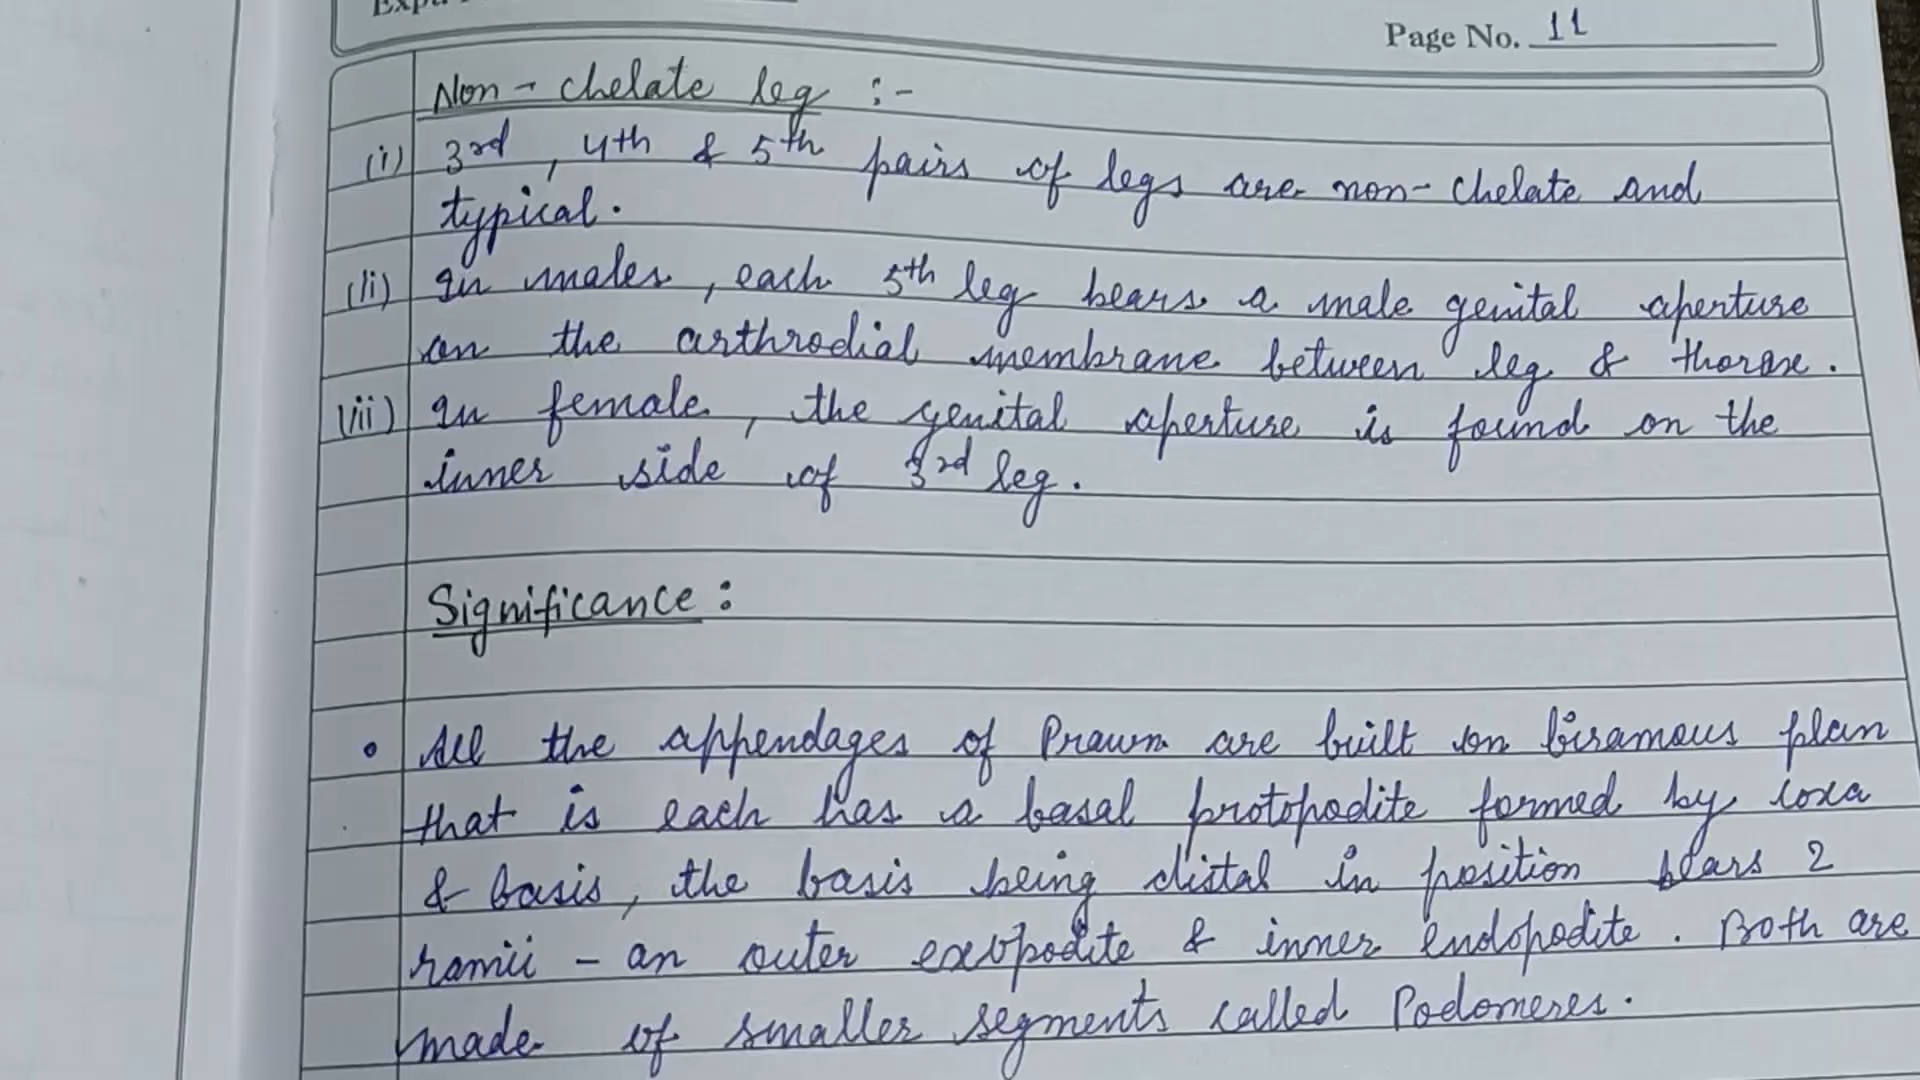 Page No. 11
Non-chelate leg :-
(i) 3rd, 4th & 5th pairs of legs are non-chelate and
typical.
(ii) In males, each 5th leg bears a male genital aperture
on the arthrodial membrane between leg & thorax.
(iii) In female, the genital aperture is found on the
inner side of 3rd leg.
Significance :
• All the appendages of Prawn are built on biramous plan
that is each has a basal protopodite formed by coxa
& basis, the basis being distal in position bears 2
ramii - an outer exopodite & inner endopodite. Both are
made of smaller segments called Podomeres.